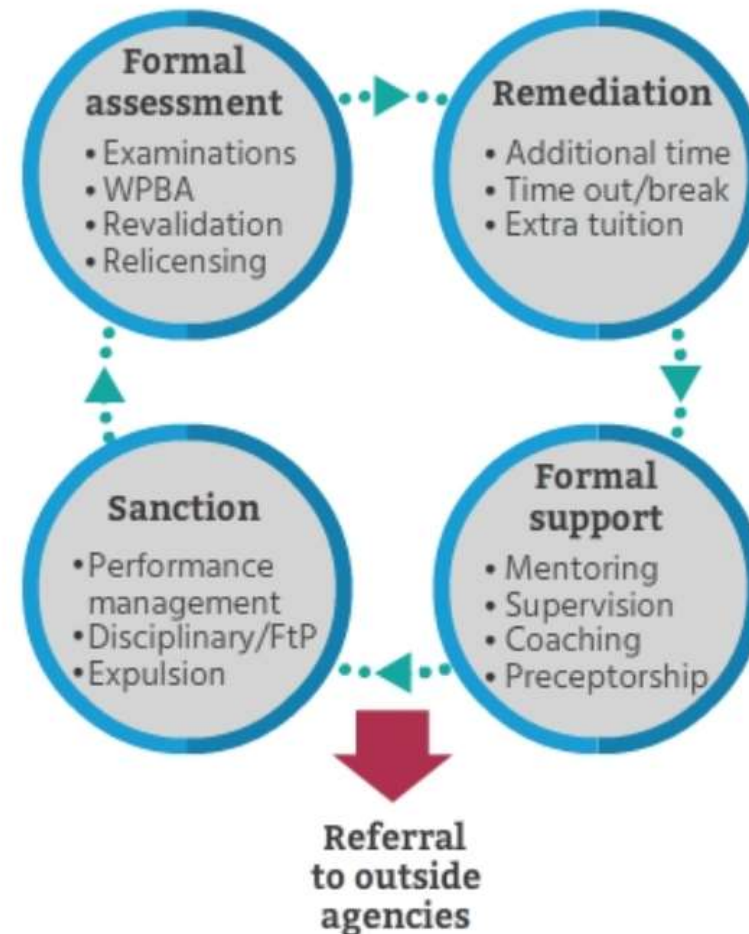 Formal
assessment
• Examinations
• WPBA
• Revalidation
• Relicensing
Remediation
• Additional time
• Time out/break
• Extra tuition
Formal
support
• Mentoring
• Supervision
• Coaching
• Preceptorship
Sanction
• Performance
management
• Disciplinary/FtP
• Expulsion
Referral
to outside
agencies